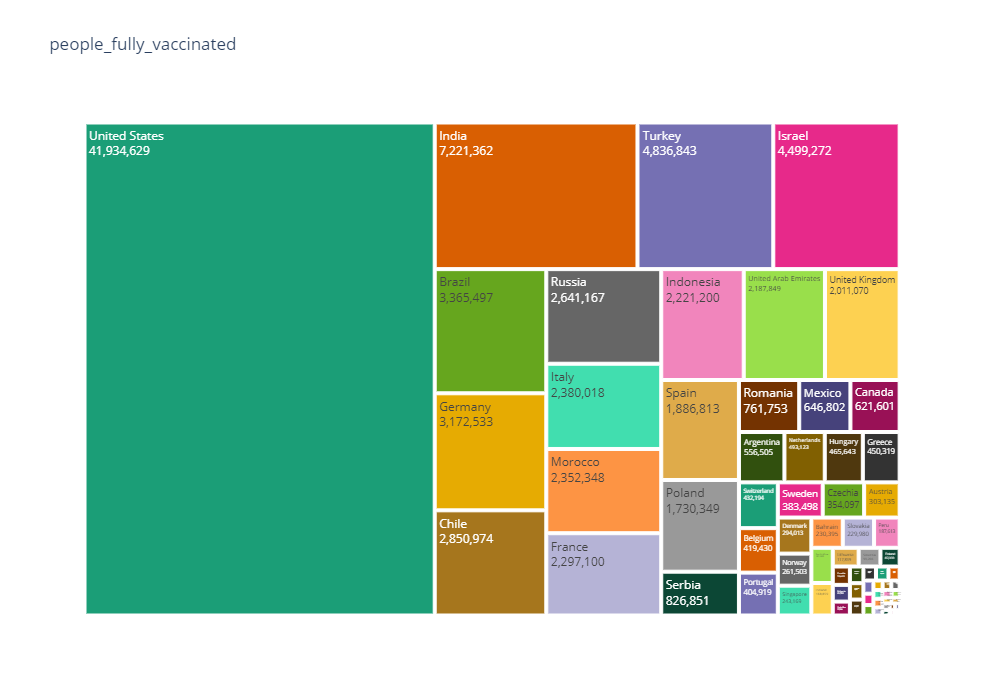 people_fully_vaccinated
United States
41,934,629
India
7,221,362
Turkey
4,836,843
Israel
4,499,272
Brazil
3,365,497
Russia
2,641,167
Indonesia
2,221,200
United Arab Emirates
2,187,849
United Kingdom
2,011,070
Italy
2,380,018
Germany
3,172,533
Spain
1,886,813
Romania
761,753
Mexico
646,802
Canada
621,601
Argentina
556,505
Netherlands
493,123
Hungary
465,643
Greece
450,319
Morocco
2,352,348
Poland
1,730,349
Switzerland
432,194
Sweden
383,498
Czechia
354,097
Austria
303,135
Chile
2,850,974
France
2,297,100
Belgium
419,430
Denmark
294,013
Bahrain
Slovakia
229,980
Peru
Norway
261,503
Serbia
826,851
Portugal
404,919
Singapore